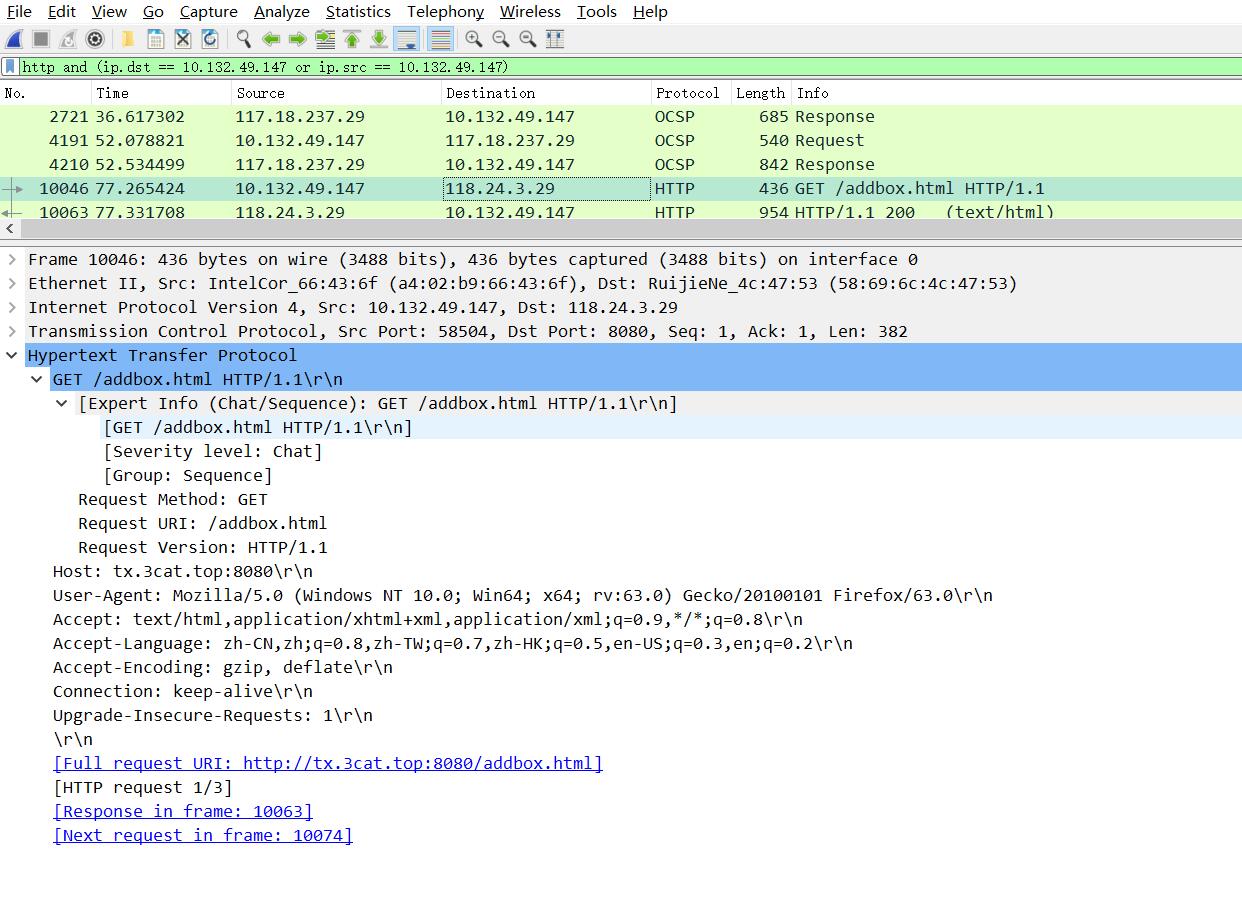 File Edit View Go Capture Analyze Statistics Telephony Wireless Tools Help
http and (ip.dst == 10.132.49.147 or ip.src == 10.132.49.147)
No. Time Source Destination Protocol Length Info
2721 36.617302 117.18.237.29 10.132.49.147 OCSP 685 Response
4191 52.078821 10.132.49.147 117.18.237.29 OCSP 540 Request
4210 52.534499 117.18.237.29 10.132.49.147 OCSP 842 Response
10046 77.265424 10.132.49.147 118.24.3.29 HTTP 436 GET /addbox.html HTTP/1.1
10063 77.331708 118.24.3.29 10.132.49.147 HTTP 954 HTTP/1.1 200 (text/html)
Frame 10046: 436 bytes on wire (3488 bits), 436 bytes captured (3488 bits) on interface 0
Ethernet II, Src: IntelCor_66:43:6f (a4:02:b9:66:43:6f), Dst: RuijieNe_4c:47:53 (58:69:6c:4c:47:53)
Internet Protocol Version 4, Src: 10.132.49.147, Dst: 118.24.3.29
Transmission Control Protocol, Src Port: 58504, Dst Port: 8080, Seq: 1, Ack: 1, Len: 382
Hypertext Transfer Protocol
GET /addbox.html HTTP/1.1\r\n
[Expert Info (Chat/Sequence): GET /addbox.html HTTP/1.1\r\n]
[GET /addbox.html HTTP/1.1\r\n]
[Severity level: Chat]
[Group: Sequence]
Request Method: GET
Request URI: /addbox.html
Request Version: HTTP/1.1
Host: tx.3cat.top:8080\r\n
User-Agent: Mozilla/5.0 (Windows NT 10.0; Win64; x64; rv:63.0) Gecko/20100101 Firefox/63.0\r\n
Accept: text/html,application/xhtml+xml,application/xml;q=0.9,*/*;q=0.8\r\n
Accept-Language: zh-CN,zh;q=0.8,zh-TW;q=0.7,zh-HK;q=0.5,en-US;q=0.3,en;q=0.2\r\n
Accept-Encoding: gzip, deflate\r\n
Connection: keep-alive\r\n
Upgrade-Insecure-Requests: 1\r\n
\r\n
[Full request URI: http://tx.3cat.top:8080/addbox.html]
[HTTP request 1/3]
[Response in frame: 10063]
[Next request in frame: 10074]